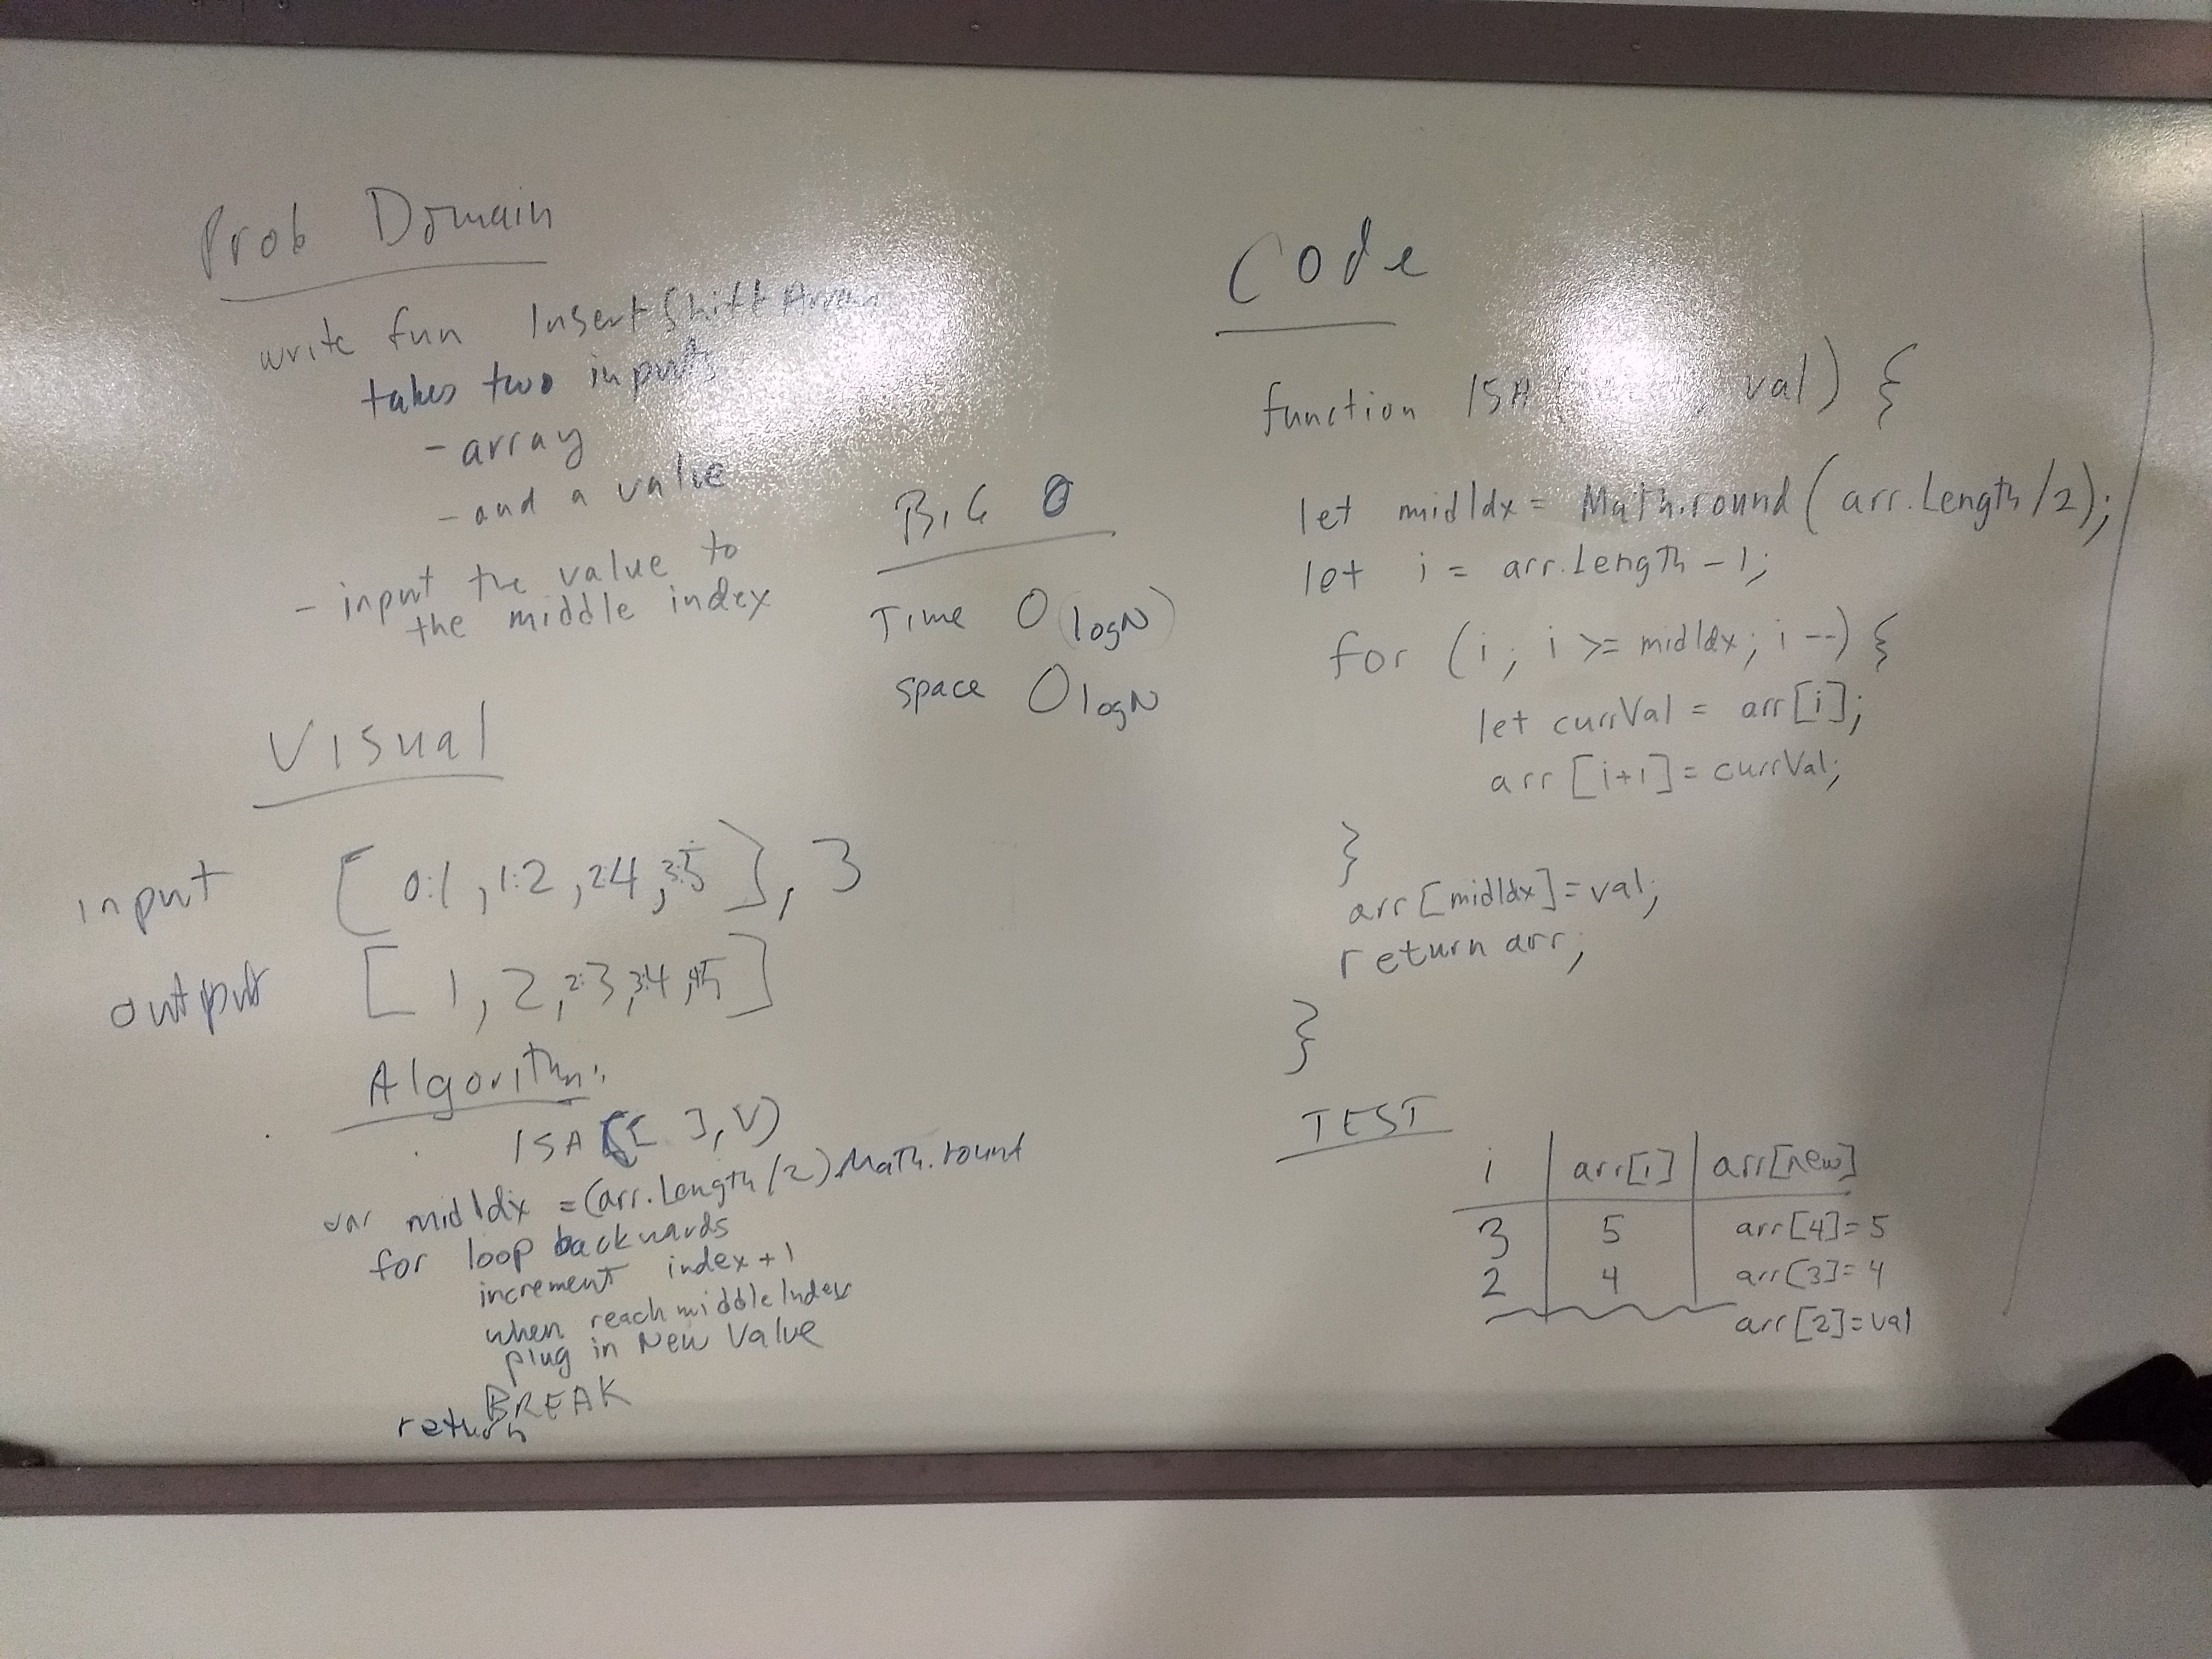 Prob Domain
write fun InsertShiftArray
takes two inputs
- array
- and a value
- input the value to
the middle index
BIG O
Time O(logN)
space O logN
Visual
input [ 0:1 , 1:2 , 2:4 , 3:5 ] , 3
output [ 1 , 2 , 2:3 , 3:4 , 4:5 ]
Algorithm:
ISA ([ ], V)
var midIdx = (arr.Length/2).Math.round
for loop backwards
increment index + 1
when reach middle Index
plug in New Value
BREAK
return
Code
function ISA( val) {
let midIdx = Math.round( arr.Length/2);
let i = arr.Length - 1;
for (i; i >= midIdx; i --) {
let currVal = arr[i];
arr [i+1] = currVal;
}
arr [midIdx] = val;
return arr;
}
TEST
i arr[i] arr[new]
3 5 arr[4]=5
2 4 arr[3]=4
arr[2]=val